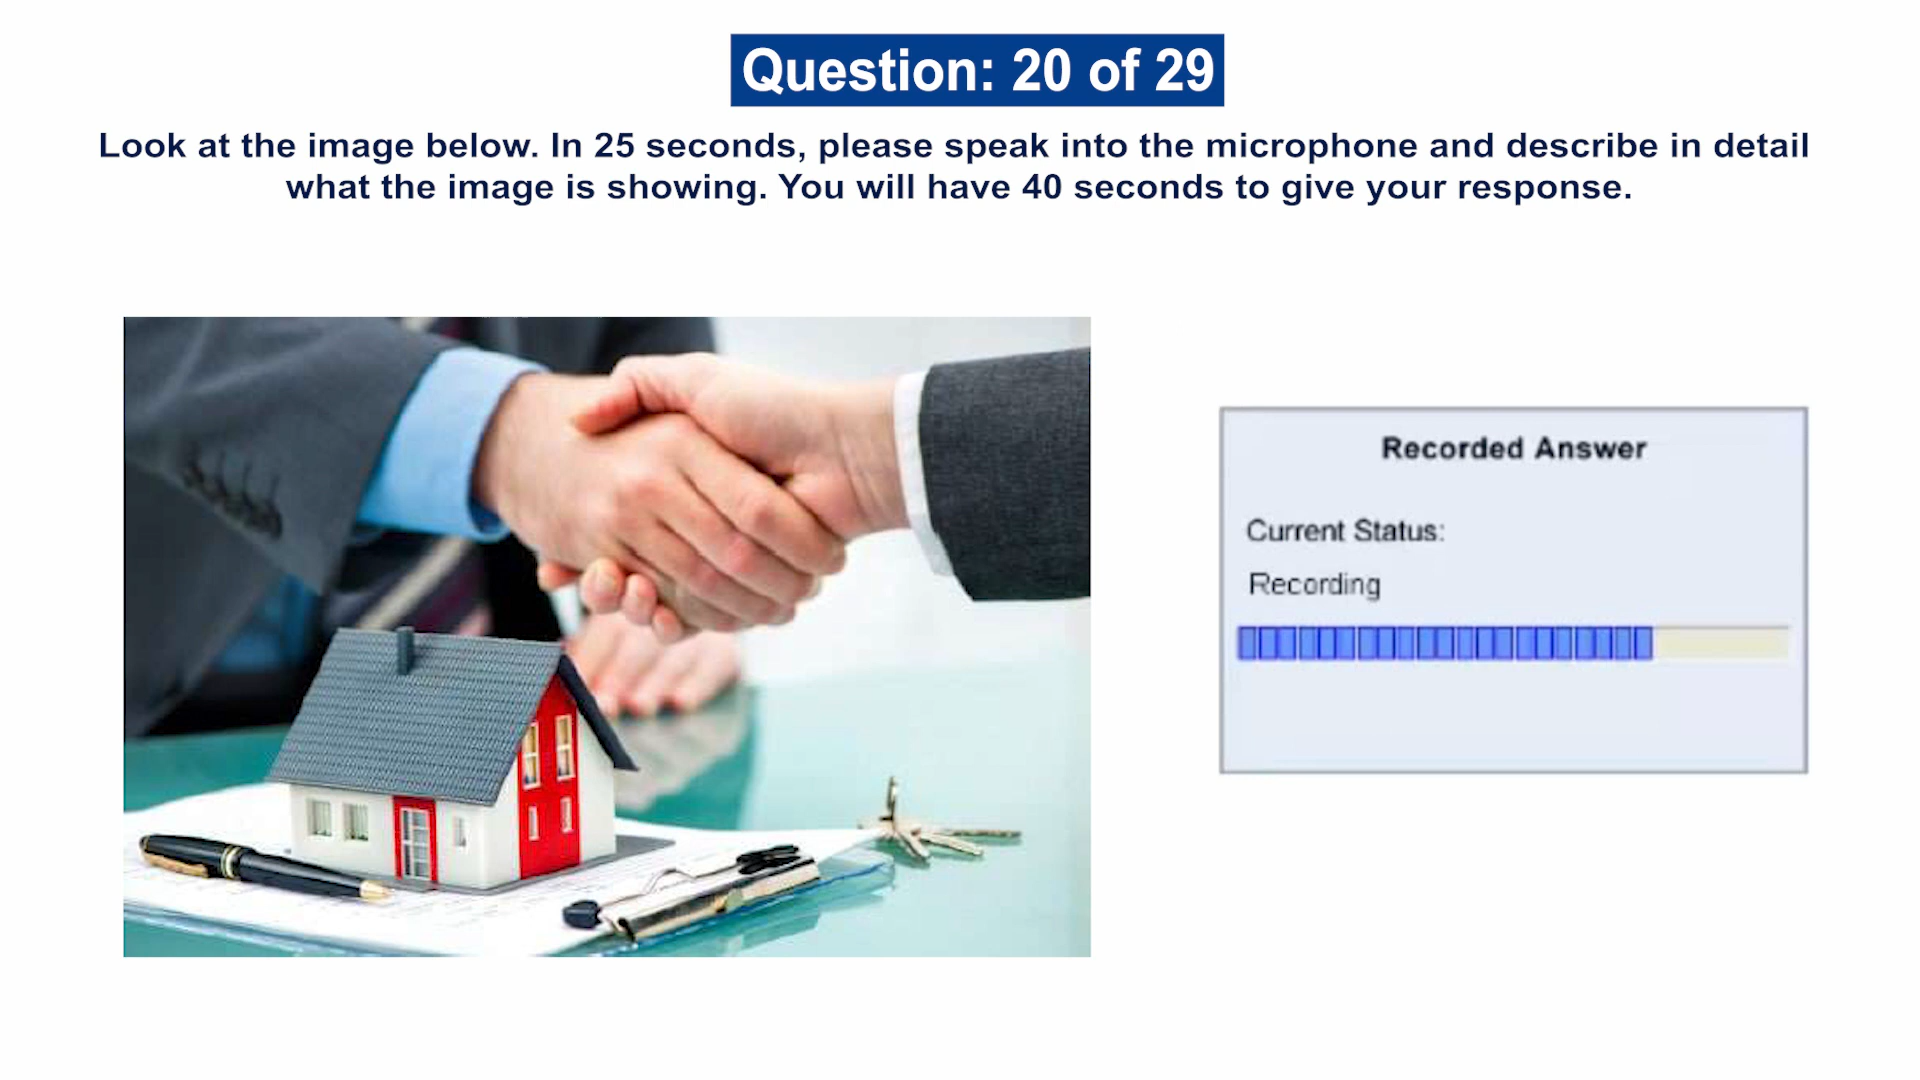 Question: 20 of 29
Look at the image below. In 25 seconds, please speak into the microphone and describe in detail
what the image is showing. You will have 40 seconds to give your response.
Recorded Answer
Current Status:
Recording